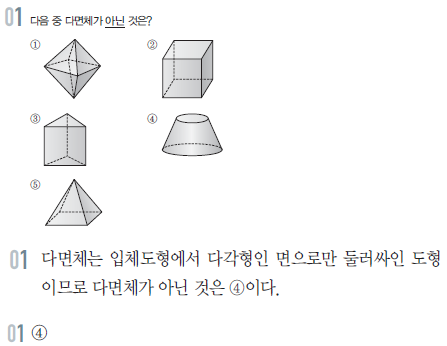 01 다음 중 다면체가 아닌 것은?
① ②
③ ④
⑤
01 다면체는 입체도형에서 다각형인 면으로만 둘러싸인 도형
이므로 다면체가 아닌 것은 ④이다.
01 ④